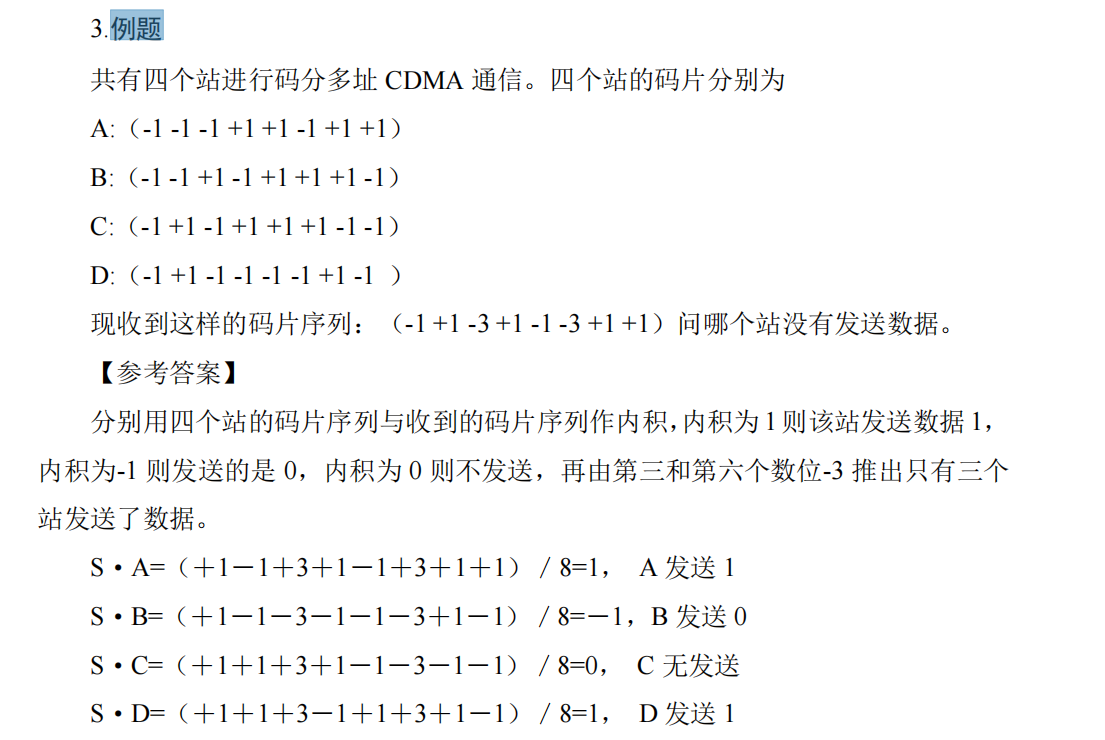 3.例题
共有四个站进行码分多址 CDMA 通信。四个站的码片分别为
A:（-1 -1 -1 +1 +1 -1 +1 +1）
B:（-1 -1 +1 -1 +1 +1 +1 -1）
C:（-1 +1 -1 +1 +1 +1 -1 -1）
D:（-1 +1 -1 -1 -1 -1 +1 -1 ）
现收到这样的码片序列：（-1 +1 -3 +1 -1 -3 +1 +1）问哪个站没有发送数据。
【参考答案】
分别用四个站的码片序列与收到的码片序列作内积,内积为 1 则该站发送数据 1，
内积为-1 则发送的是 0，内积为 0 则不发送，再由第三和第六个数位-3 推出只有三个
站发送了数据。
S・A=（＋1－1＋3＋1－1＋3＋1＋1）／8=1， A 发送 1
S・B=（＋1－1－3－1－1－3＋1－1）／8=－1，B 发送 0
S・C=（＋1＋1＋3＋1－1－3－1－1）／8=0， C 无发送
S・D=（＋1＋1＋3－1＋1＋3＋1－1）／8=1， D 发送 1